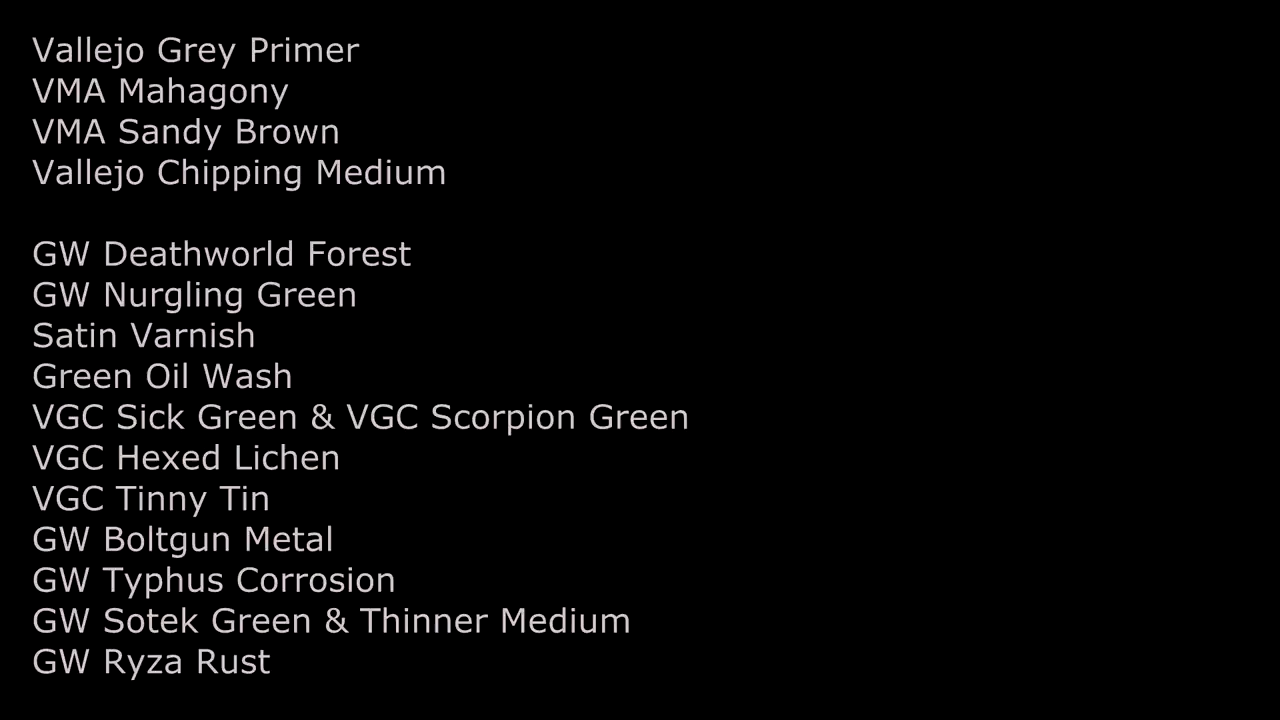 Vallejo Grey Primer
VMA Mahagony
VMA Sandy Brown
Vallejo Chipping Medium
GW Deathworld Forest
GW Nurgling Green
Satin Varnish
Green Oil Wash
VGC Sick Green & VGC Scorpion Green
VGC Hexed Lichen
VGC Tinny Tin
GW Boltgun Metal
GW Typhus Corrosion
GW Sotek Green & Thinner Medium
GW Ryza Rust